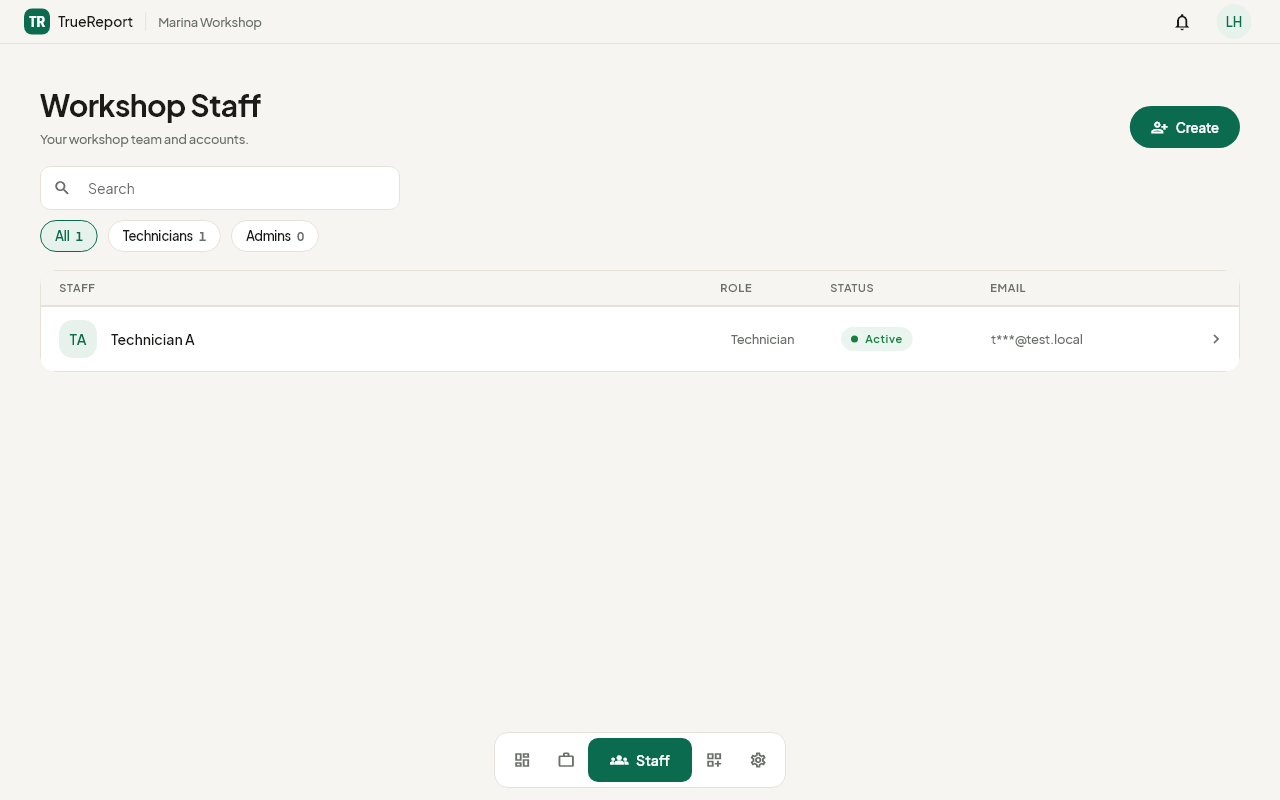 TR TrueReport Marina Workshop LH
Workshop Staff
Your workshop team and accounts.
Create
Search
All 1 Technicians 1 Admins 0
STAFF ROLE STATUS EMAIL
TA Technician A Technician Active t***@test.local
Staff